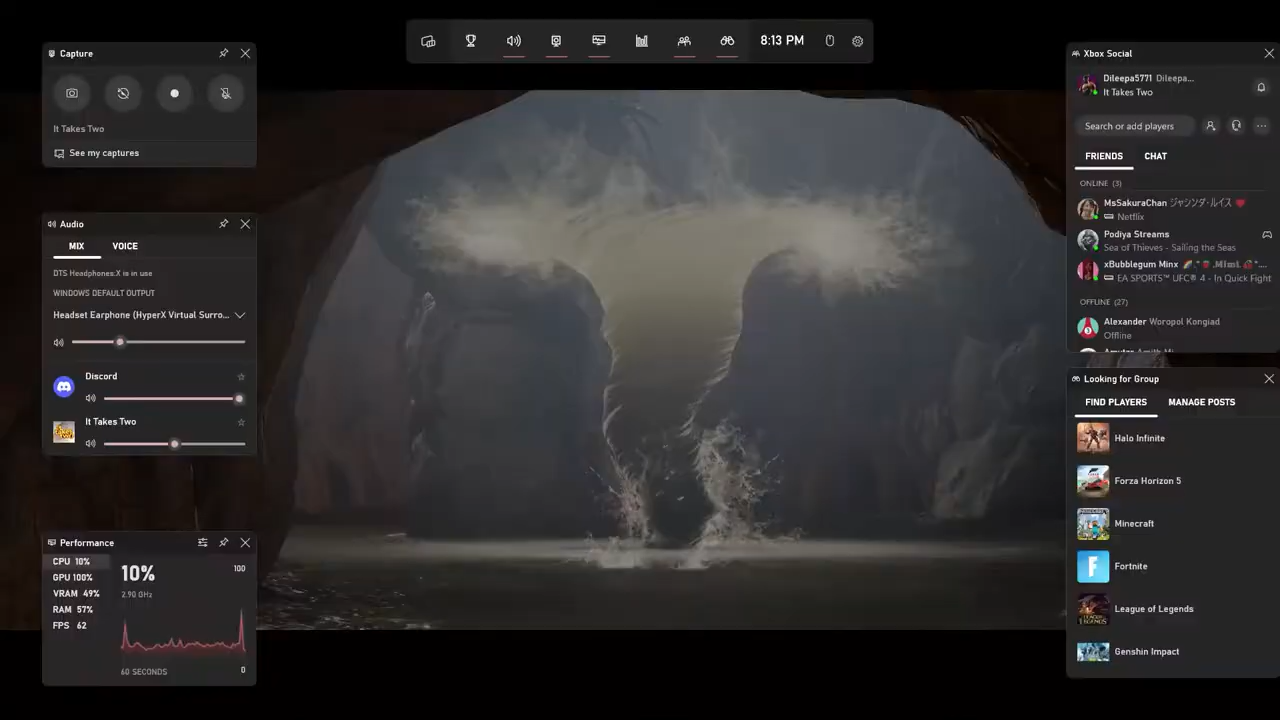 8:13 PM
Capture
It Takes Two
See my captures
Audio
MIX VOICE
DTS Headphones:X is in use
WINDOWS DEFAULT OUTPUT
Headset Earphone (HyperX Virtual Surro...
Discord
It Takes Two
Performance
CPU 10%
GPU 100%
VRAM 49%
RAM 57%
FPS 62
10% 100
2.90 GHz
60 SECONDS 0
Xbox Social
Dileepa5771 Dileepa...
It Takes Two
Search or add players
FRIENDS CHAT
ONLINE (3)
MsSakuraChan ジャシンダ・ルイス
Netflix
Podiya Streams
Sea of Thieves - Sailing the Seas
xBubblegum Minx
EA SPORTS™ UFC® 4 - In Quick Fight
OFFLINE (27)
Alexander Woropol Kongiad
Offline
Looking for Group
FIND PLAYERS MANAGE POSTS
Halo Infinite
Forza Horizon 5
Minecraft
Fortnite
League of Legends
Genshin Impact